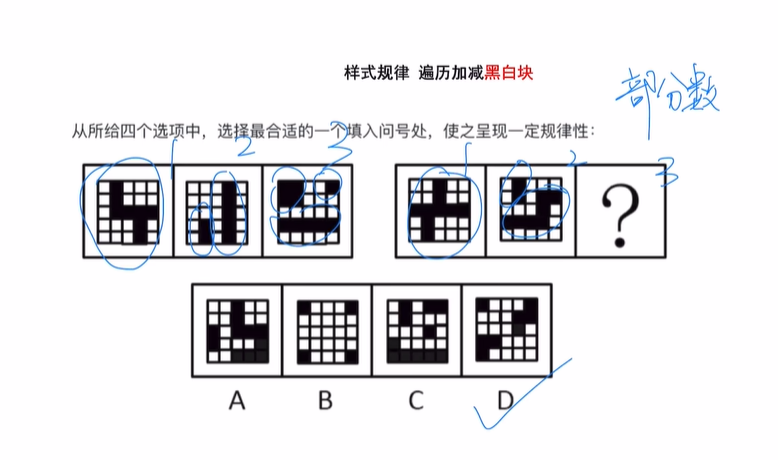 样式规律 遍历加减黑白块
部分数
从所给四个选项中，选择最合适的一个填入问号处，使之呈现一定规律性：
1 2 3 1 2 3
?
A B C D